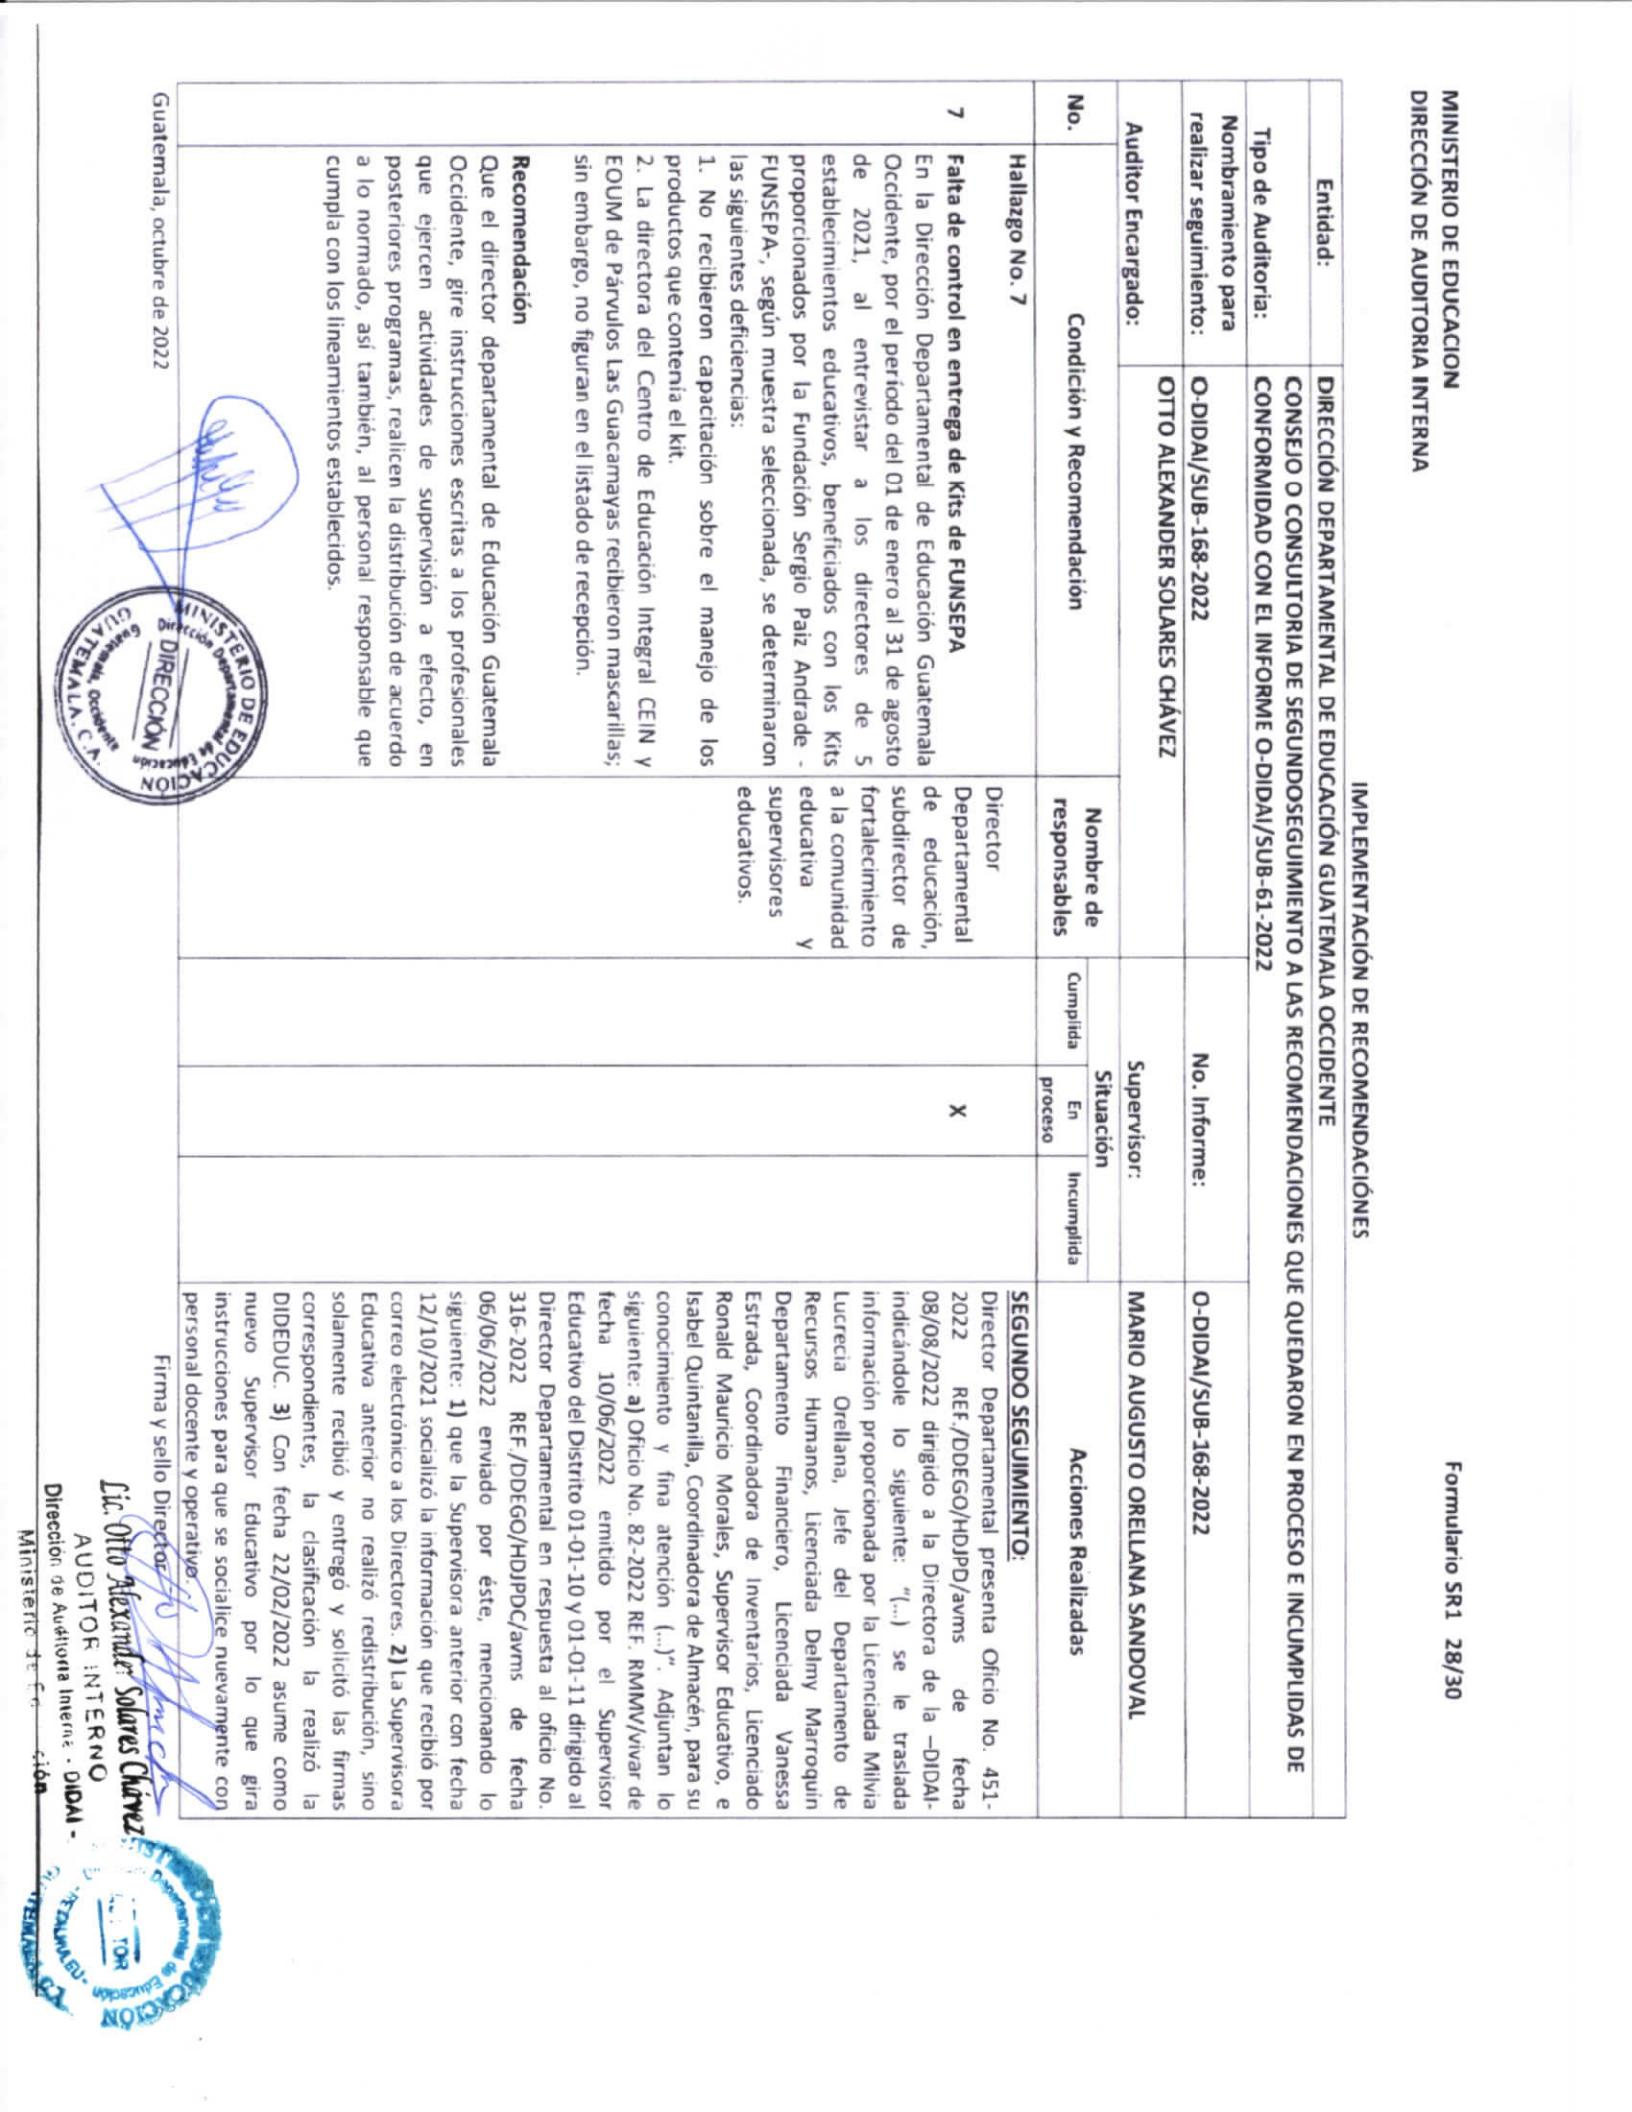 MINISTERIO DE EDUCACION
DIRECCIÓN DE AUDITORIA INTERNA
Formulario SR1 28/30
IMPLEMENTACIÓN DE RECOMENDACIÓNES
Entidad: DIRECCIÓN DEPARTAMENTAL DE EDUCACIÓN GUATEMALA OCCIDENTE
Tipo de Auditoria: CONSEJO O CONSULTORIA DE SEGUNDOSEGUIMIENTO A LAS RECOMENDACIONES QUE QUEDARON EN PROCESO E INCUMPLIDAS DE
CONFORMIDAD CON EL INFORME O-DIDAI/SUB-61-2022
Nombramiento para
realizar seguimiento: O-DIDAI/SUB-168-2022 No. Informe: O-DIDAI/SUB-168-2022
Auditor Encargado: OTTO ALEXANDER SOLARES CHÁVEZ Supervisor: MARIO AUGUSTO ORELLANA SANDOVAL
No. Condición y Recomendación Nombre de
responsables Situación Acciones Realizadas
Cumplida En
proceso Incumplida
Hallazgo No. 7
7 Falta de control en entrega de Kits de FUNSEPA
En la Dirección Departamental de Educación Guatemala
Occidente, por el período del 01 de enero al 31 de agosto
de 2021, al entrevistar a los directores de 5
establecimientos educativos, beneficiados con los Kits
proporcionados por la Fundación Sergio Paiz Andrade -
FUNSEPA-, según muestra seleccionada, se determinaron
las siguientes deficiencias:
1. No recibieron capacitación sobre el manejo de los
productos que contenía el kit.
2. La directora del Centro de Educación Integral CEIN y
EOUM de Párvulos Las Guacamayas recibieron mascarillas;
sin embargo, no figuran en el listado de recepción.
Recomendación
Que el director departamental de Educación Guatemala
Occidente, gire instrucciones escritas a los profesionales
que ejercen actividades de supervisión a efecto, en
posteriores programas, realicen la distribución de acuerdo
a lo normado, así también, al personal responsable que
cumpla con los lineamientos establecidos.
Director
Departamental
de educación,
subdirector de
fortalecimiento
a la comunidad
educativa y
supervisores
educativos.
X
SEGUNDO SEGUIMIENTO:
Director Departamental presenta Oficio No. 451-
2022 REF./DDEGO/HDJPD/avms de fecha
08/08/2022 dirigido a la Directora de la –DIDAI-
indicándole lo siguiente: "(...) se le traslada
información proporcionada por la Licenciada Milvia
Lucrecia Orellana, Jefe del Departamento de
Recursos Humanos, Licenciada Delmy Marroquin
Departamento Financiero, Licenciada Vanessa
Estrada, Coordinadora de Inventarios, Licenciado
Ronald Mauricio Morales, Supervisor Educativo, e
Isabel Quintanilla, Coordinadora de Almacén, para su
conocimiento y fina atención (...)". Adjuntan lo
siguiente: a) Oficio No. 82-2022 REF. RMMV/vivar de
fecha 10/06/2022 emitido por el Supervisor
Educativo del Distrito 01-01-10 y 01-01-11 dirigido al
Director Departamental en respuesta al oficio No.
316-2022 REF./DDEGO/HDJPDC/avms de fecha
06/06/2022 enviado por éste, mencionando lo
siguiente: 1) que la Supervisora anterior con fecha
12/10/2021 socializó la información que recibió por
correo electrónico a los Directores. 2) La Supervisora
Educativa anterior no realizó redistribución, sino
solamente recibió y entregó y solicitó las firmas
correspondientes, la clasificación la realizó la
DIDEDUC. 3) Con fecha 22/02/2022 asume como
nuevo Supervisor Educativo por lo que gira
instrucciones para que se socialice nuevamente con
personal docente y operativo.
Guatemala, octubre de 2022
Firma y sello Director
MINISTERIO DE EDUCACIÓN
Dirección Departamental de Educación
DIRECCIÓN
Guatemala, Occidente
GUATEMALA. C.A.
Lic. Otto Alexander Solares Chávez
AUDITOR INTERNO
Dirección de Auditoria Interna - DIDAI -
Ministerio de